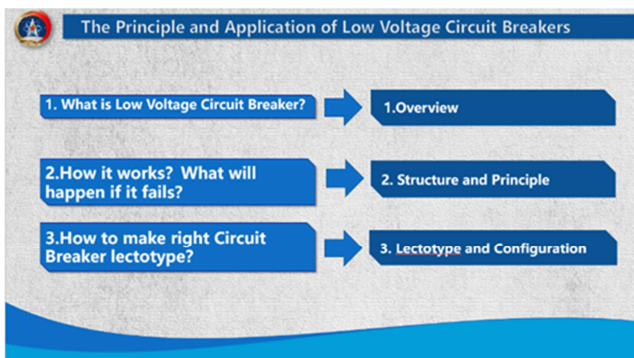 The Principle and Application of Low Voltage Circuit Breakers
1. What is Low Voltage Circuit Breaker?
1.Overview
2.How it works? What will
happen if it fails?
2. Structure and Principle
3.How to make right Circuit
Breaker lectotype?
3. Lectotype and Configuration